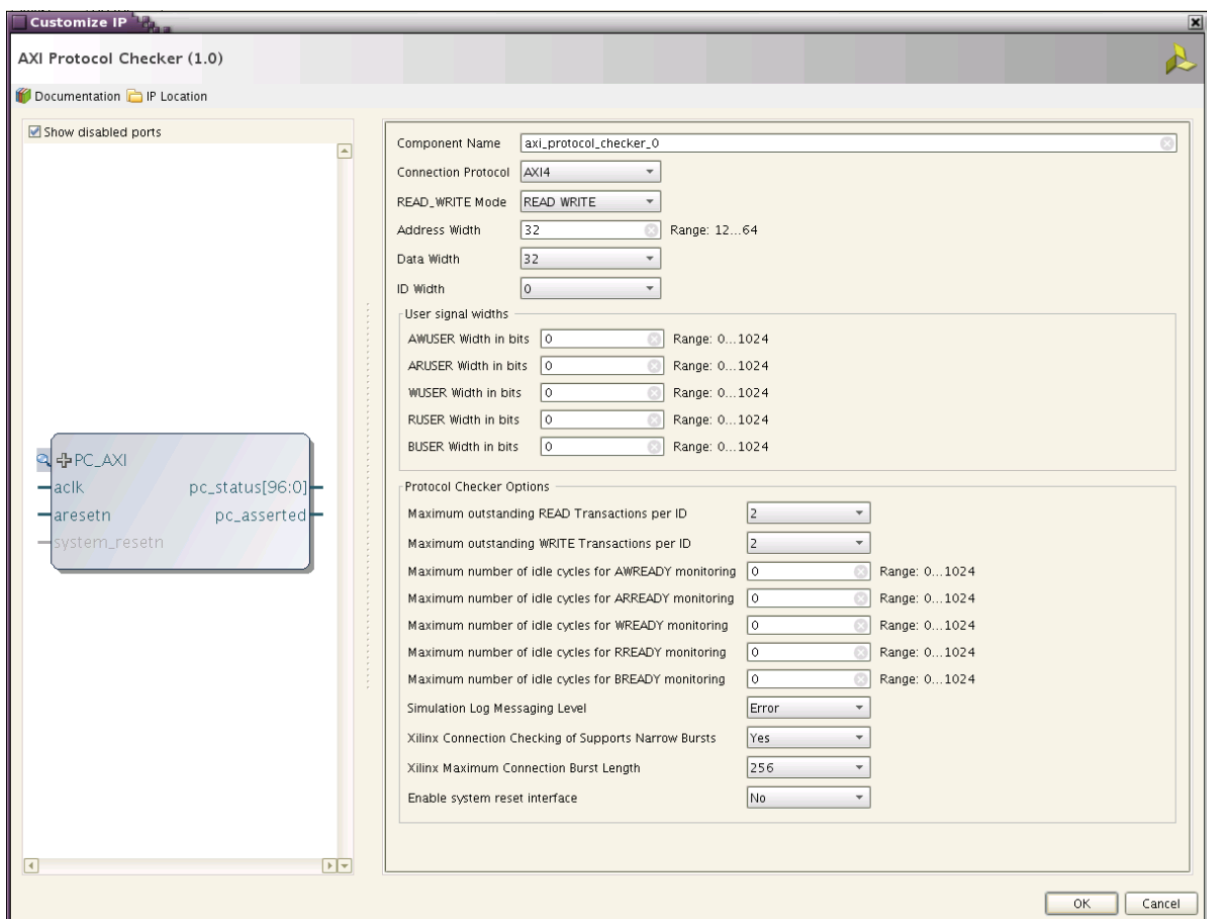 Customize IP
AXI Protocol Checker (1.0)
Documentation IP Location
Show disabled ports
PC_AXI
aclk pc_status[96:0]
aresetn pc_asserted
system_resetn
Component Name axi_protocol_checker_0
Connection Protocol AXI4
READ_WRITE Mode READ WRITE
Address Width 32 Range: 12...64
Data Width 32
ID Width 0
User signal widths
AWUSER Width in bits 0 Range: 0...1024
ARUSER Width in bits 0 Range: 0...1024
WUSER Width in bits 0 Range: 0...1024
RUSER Width in bits 0 Range: 0...1024
BUSER Width in bits 0 Range: 0...1024
Protocol Checker Options
Maximum outstanding READ Transactions per ID 2
Maximum outstanding WRITE Transactions per ID 2
Maximum number of idle cycles for AWREADY monitoring 0 Range: 0...1024
Maximum number of idle cycles for ARREADY monitoring 0 Range: 0...1024
Maximum number of idle cycles for WREADY monitoring 0 Range: 0...1024
Maximum number of idle cycles for RREADY monitoring 0 Range: 0...1024
Maximum number of idle cycles for BREADY monitoring 0 Range: 0...1024
Simulation Log Messaging Level Error
Xilinx Connection Checking of Supports Narrow Bursts Yes
Xilinx Maximum Connection Burst Length 256
Enable system reset interface No
OK Cancel